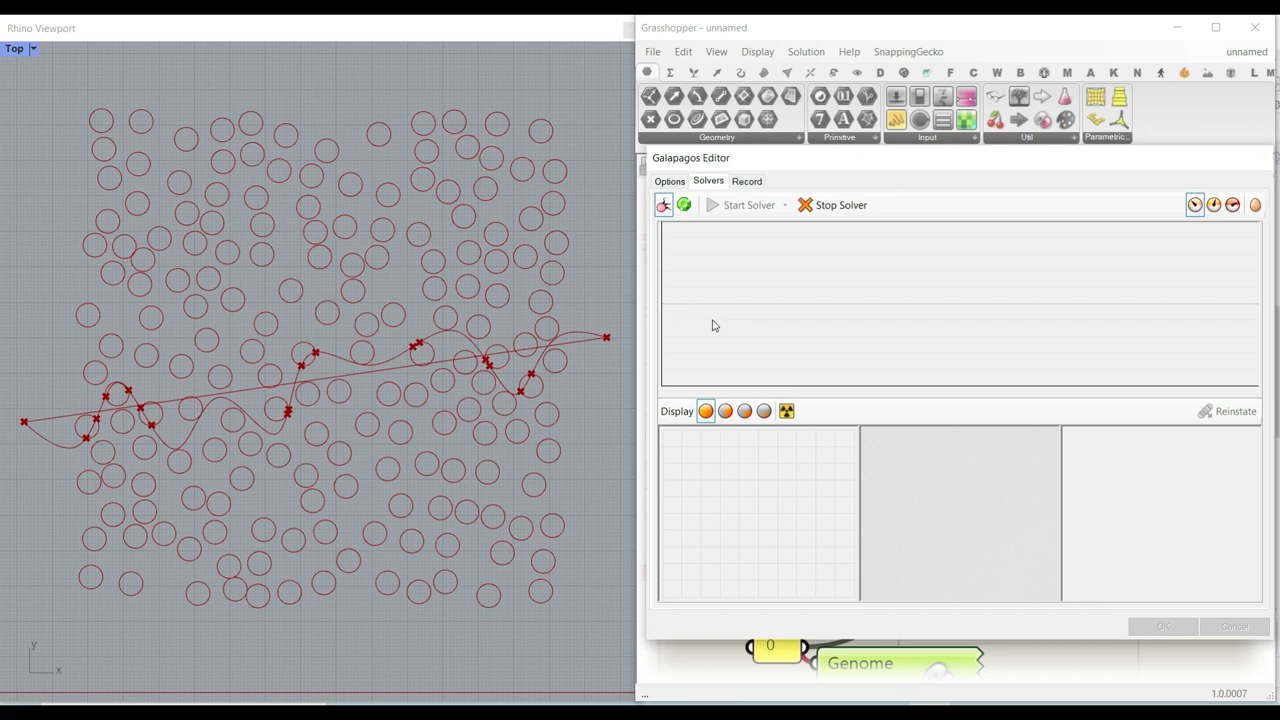 Rhino Viewport
Top
y
x
Grasshopper - unnamed
File Edit View Display Solution Help SnappingGecko unnamed
Σ D F C W B M A K N L M
Geometry Primitive Input Util Parametric...
Galapagos Editor
Options Solvers Record
Start Solver Stop Solver
Display Reinstate
OK Cancel
0
Genome
... 1.0.0007